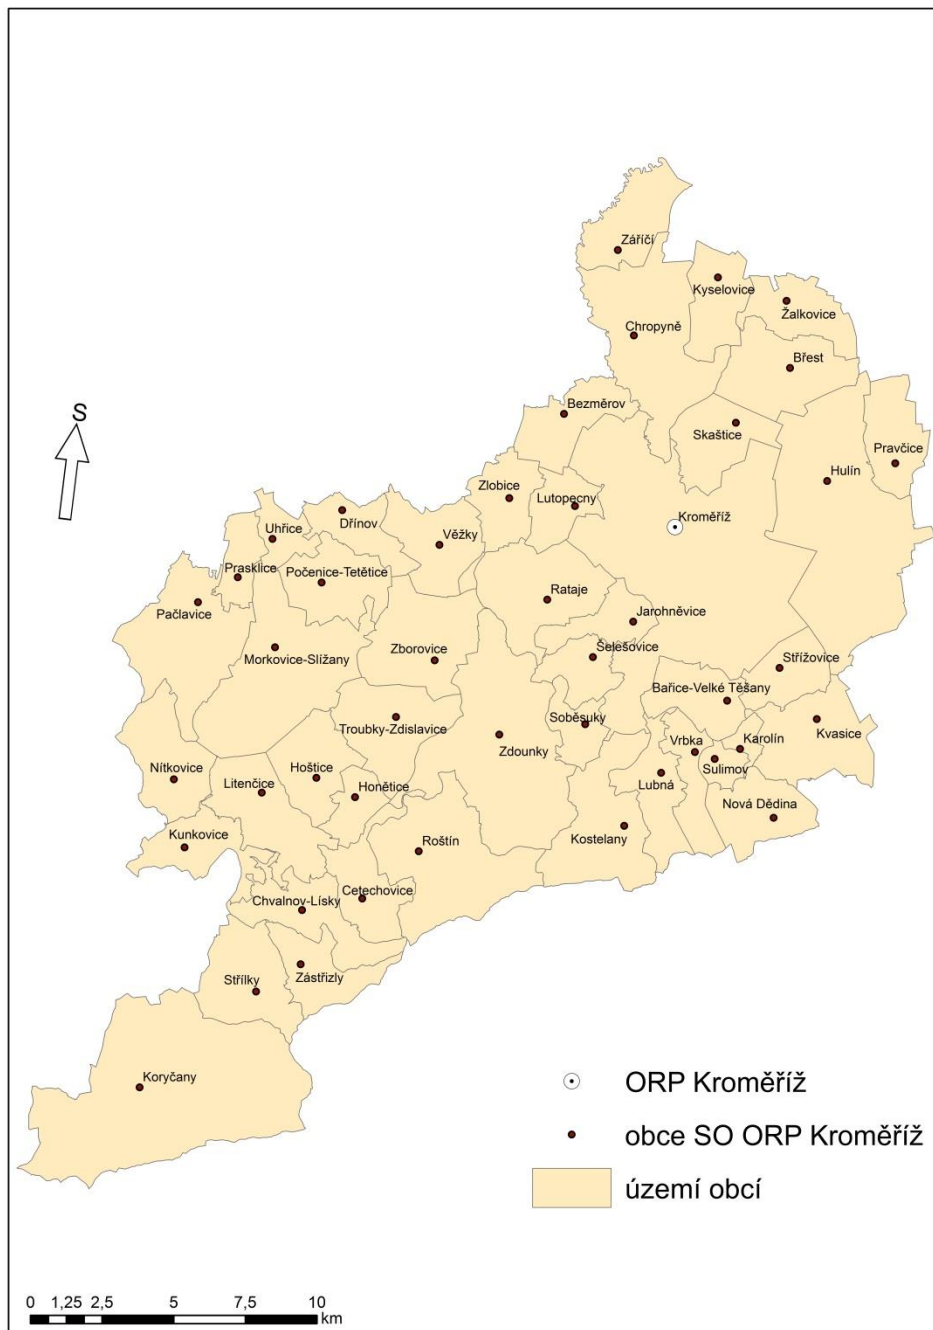 Záříčí
Kyselovice
Žalkovice
Chropyně
Břest
Bezměrov
Skaštice
Pravčice
S
Hulín
Zlobice
Lutopecny
Kroměříž
Dřínov
Uhřice
Věžky
Prasklice
Počenice-Tetětice
Rataje
Pačlavice
Jarohněvice
Morkovice-Slížany
Zborovice
Šelešovice
Střížovice
Bařice-Velké Těšany
Soběsuky
Troubky-Zdislavice
Kvasice
Vrbka
Karolín
Zdounky
Sulimov
Nítkovice
Hoštice
Litenčice
Honětice
Lubná
Nová Dědina
Kunkovice
Roštín
Kostelany
Cetechovice
Chvalnov-Lísky
Střílky
Zástřizly
Koryčany
ORP Kroměříž
obce SO ORP Kroměříž
území obcí
0 1,25 2,5 5 7,5 10
km